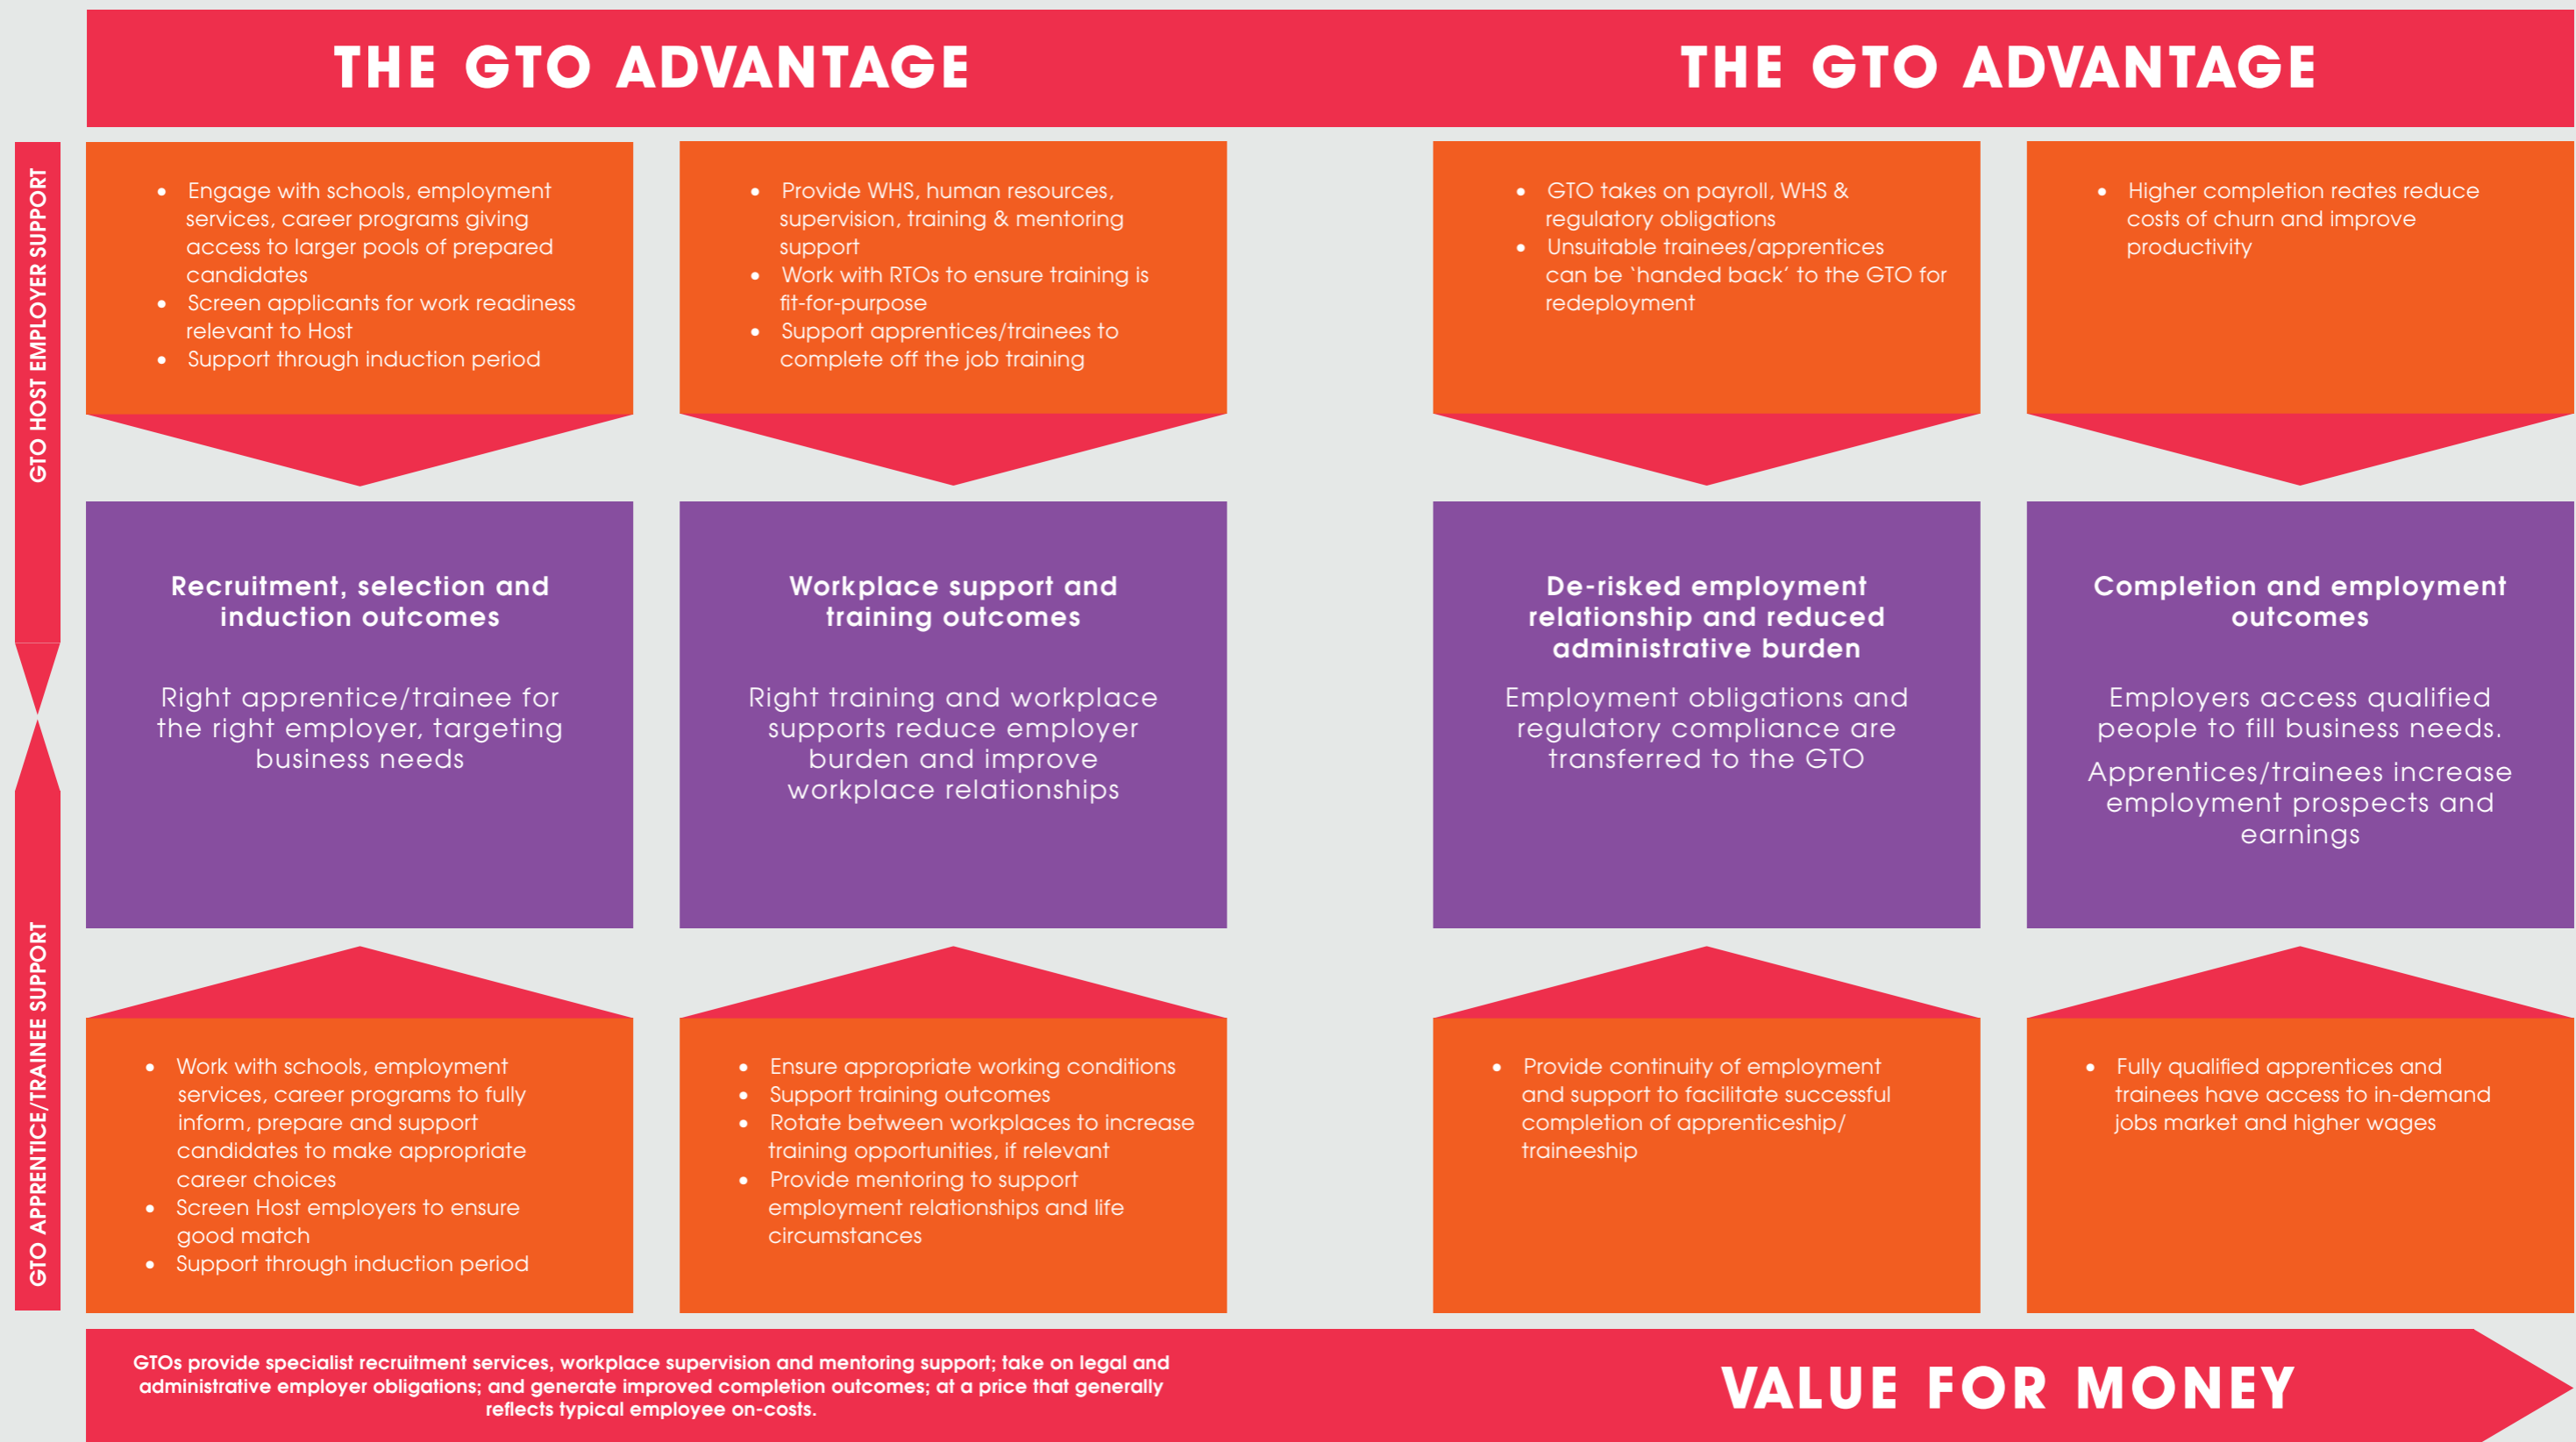 THE GTO ADVANTAGE
THE GTO ADVANTAGE
GTO HOST EMPLOYER SUPPORT
• Engage with schools, employment
services, career programs giving
access to larger pools of prepared
candidates
• Screen applicants for work readiness
relevant to Host
• Support through induction period
• Provide WHS, human resources,
supervision, training & mentoring
support
• Work with RTOs to ensure training is
fit-for-purpose
• Support apprentices/trainees to
complete off the job training
• GTO takes on payroll, WHS &
regulatory obligations
• Unsuitable trainees/apprentices
can be ‘handed back’ to the GTO for
redeployment
• Higher completion reates reduce
costs of churn and improve
productivity
Recruitment, selection and
induction outcomes
Right apprentice/trainee for
the right employer, targeting
business needs
Workplace support and
training outcomes
Right training and workplace
supports reduce employer
burden and improve
workplace relationships
De-risked employment
relationship and reduced
administrative burden
Employment obligations and
regulatory compliance are
transferred to the GTO
Completion and employment
outcomes
Employers access qualified
people to fill business needs.
Apprentices/trainees increase
employment prospects and
earnings
GTO APPRENTICE/TRAINEE SUPPORT
• Work with schools, employment
services, career programs to fully
inform, prepare and support
candidates to make appropriate
career choices
• Screen Host employers to ensure
good match
• Support through induction period
• Ensure appropriate working conditions
• Support training outcomes
• Rotate between workplaces to increase
training opportunities, if relevant
• Provide mentoring to support
employment relationships and life
circumstances
• Provide continuity of employment
and support to facilitate successful
completion of apprenticeship/
traineeship
• Fully qualified apprentices and
trainees have access to in-demand
jobs market and higher wages
GTOs provide specialist recruitment services, workplace supervision and mentoring support; take on legal and
administrative employer obligations; and generate improved completion outcomes; at a price that generally
reflects typical employee on-costs.
VALUE FOR MONEY